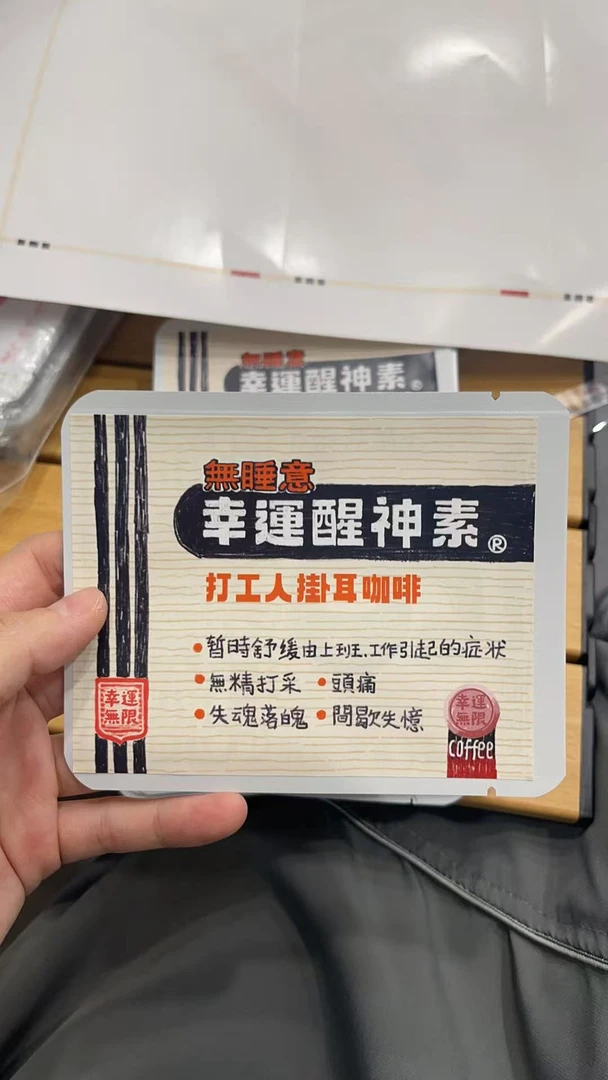 無睡意
幸運醒神素®
無睡意
幸運醒神素®
打工人掛耳咖啡
•暫時舒缓由上到王、工作引起的症状
•無精打采 •頭痛
•失魂落魄 •間歇失憶
幸運
無限
幸運
無限
coffee